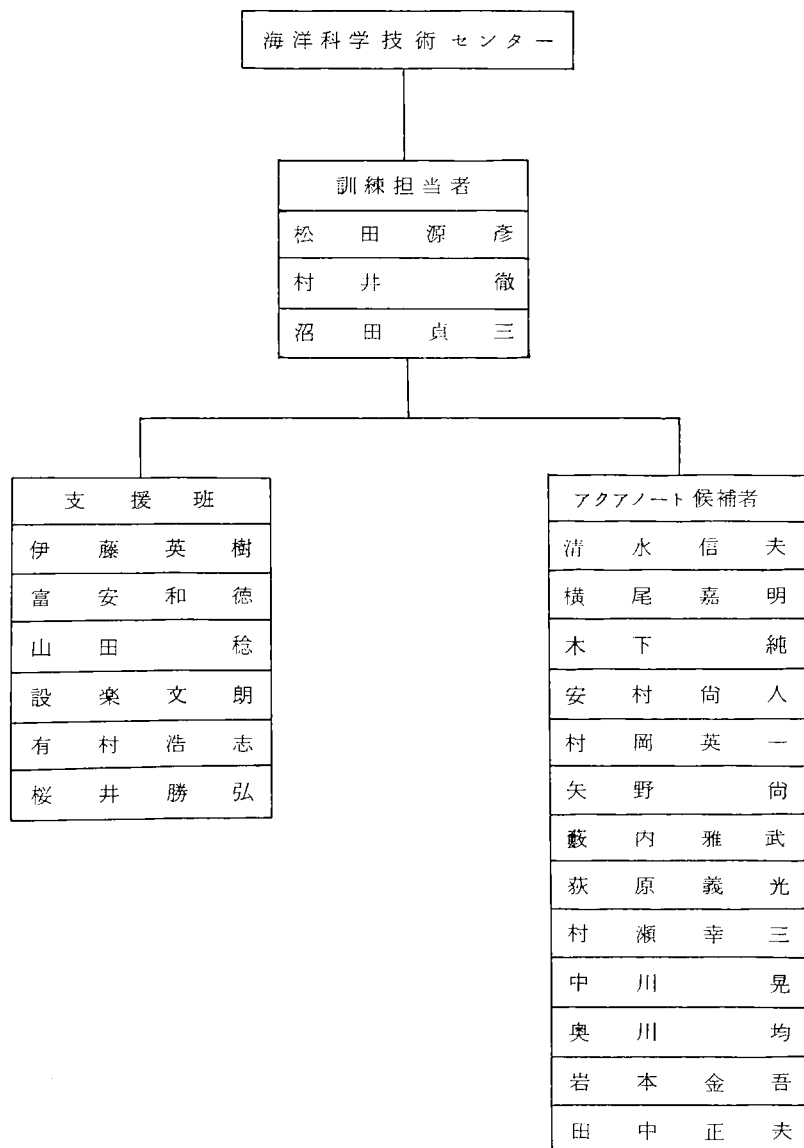 海洋科学技術センター
訓練担当者
松田源彦
村井徹
沼田貞三
支援班
伊藤英樹
富安和徳
山田稔
設楽文朗
有村浩志
桜井勝弘
アクアノート候補者
清水信夫
横尾嘉明
木下純
安村尚人
村岡英一
矢野尚
薮内雅武
荻原義光
村瀬幸三
中川晃
奥川均
岩本金吾
田中正夫